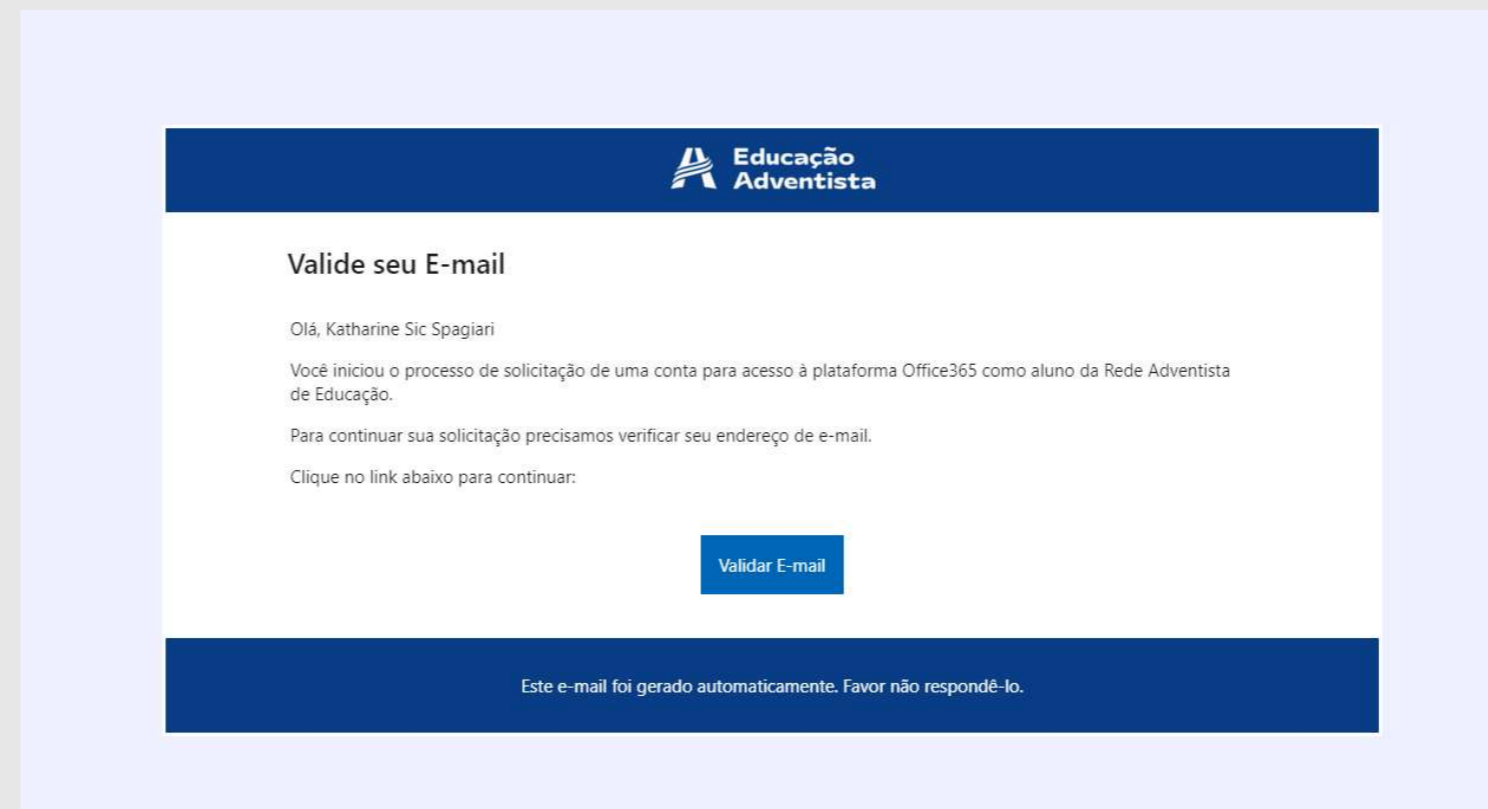 Educação
Adventista
Valide seu E-mail
Olá, Katharine Sic Spagiari
Você iniciou o processo de solicitação de uma conta para acesso à plataforma Office365 como aluno da Rede Adventista
de Educação.
Para continuar sua solicitação precisamos verificar seu endereço de e-mail.
Clique no link abaixo para continuar:
Validar E-mail
Este e-mail foi gerado automaticamente. Favor não respondê-lo.